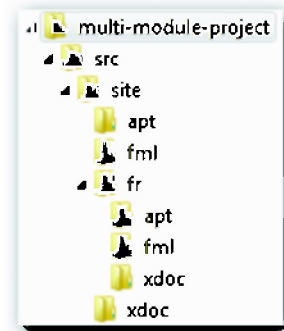 multi-module-project
src
site
apt
fml
fr
apt
fml
xdoc
xdoc